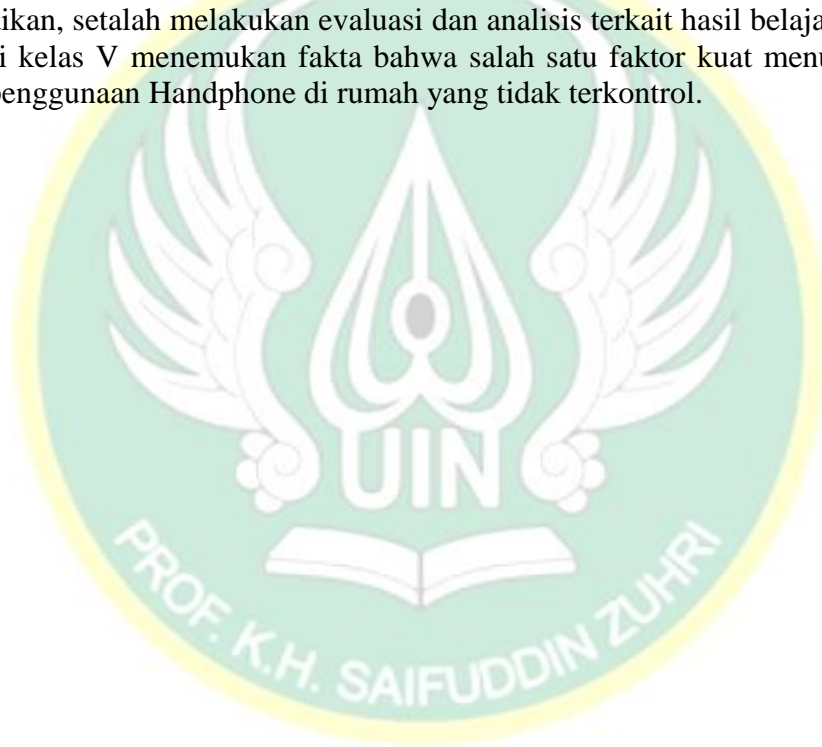 ikan, setalah melakukan evaluasi dan analisis terkait hasil belaja
i kelas V menemukan fakta bahwa salah satu faktor kuat menu
penggunaan Handphone di rumah yang tidak terkontrol.
UIN
PROF. K.H. SAIFUDDIN ZUHRI